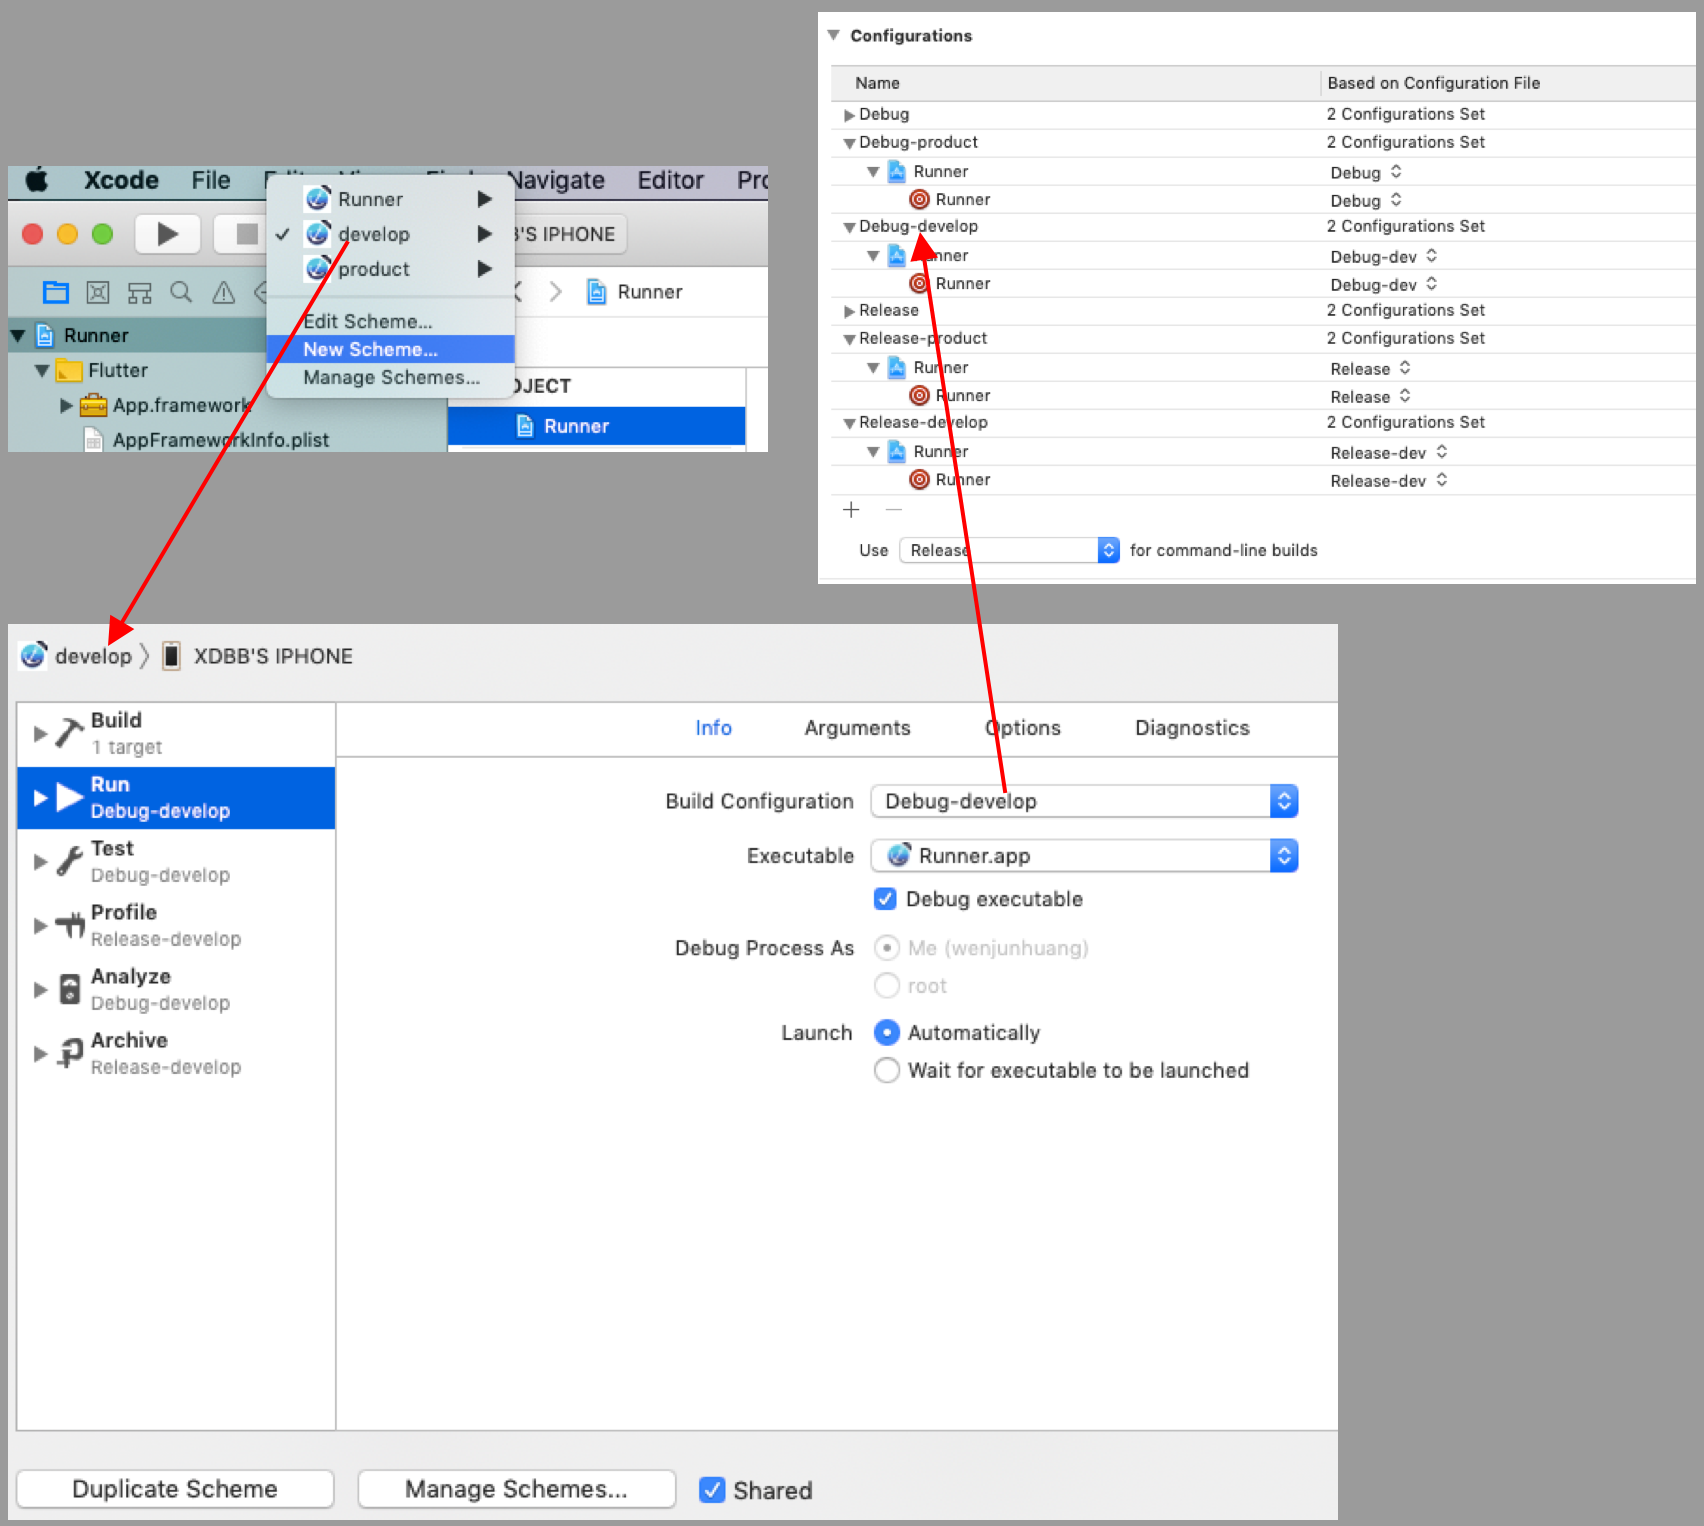 Xcode File Navigate Editor
Runner
develop
product
Edit Scheme...
New Scheme...
Manage Schemes...
'S IPHONE
Runner
Runner
Flutter
App.framework
AppFrameworkInfo.plist
Runner
Configurations
Name Based on Configuration File
Debug 2 Configurations Set
Debug-product 2 Configurations Set
Runner Debug
Runner Debug
Debug-develop 2 Configurations Set
Runner Debug-dev
Runner Debug-dev
Release 2 Configurations Set
Release-product 2 Configurations Set
Runner Release
Runner Release
Release-develop 2 Configurations Set
Runner Release-dev
Runner Release-dev
Use Release for command-line builds
develop XDBB'S IPHONE
Build
1 target
Run
Debug-develop
Test
Debug-develop
Profile
Release-develop
Analyze
Debug-develop
Archive
Release-develop
Info Arguments Options Diagnostics
Build Configuration Debug-develop
Executable Runner.app
Debug executable
Debug Process As Me (wenjunhuang)
root
Launch Automatically
Wait for executable to be launched
Duplicate Scheme Manage Schemes... Shared